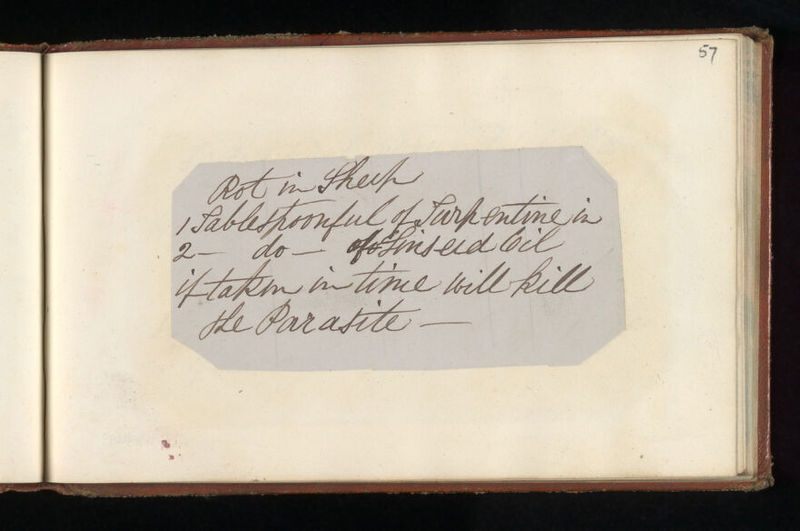 57
Rot in Sheep
1 Tablespoonful of Turpentine in
2 — do — of Linseed Oil
if taken in time will kill
the Parasite —